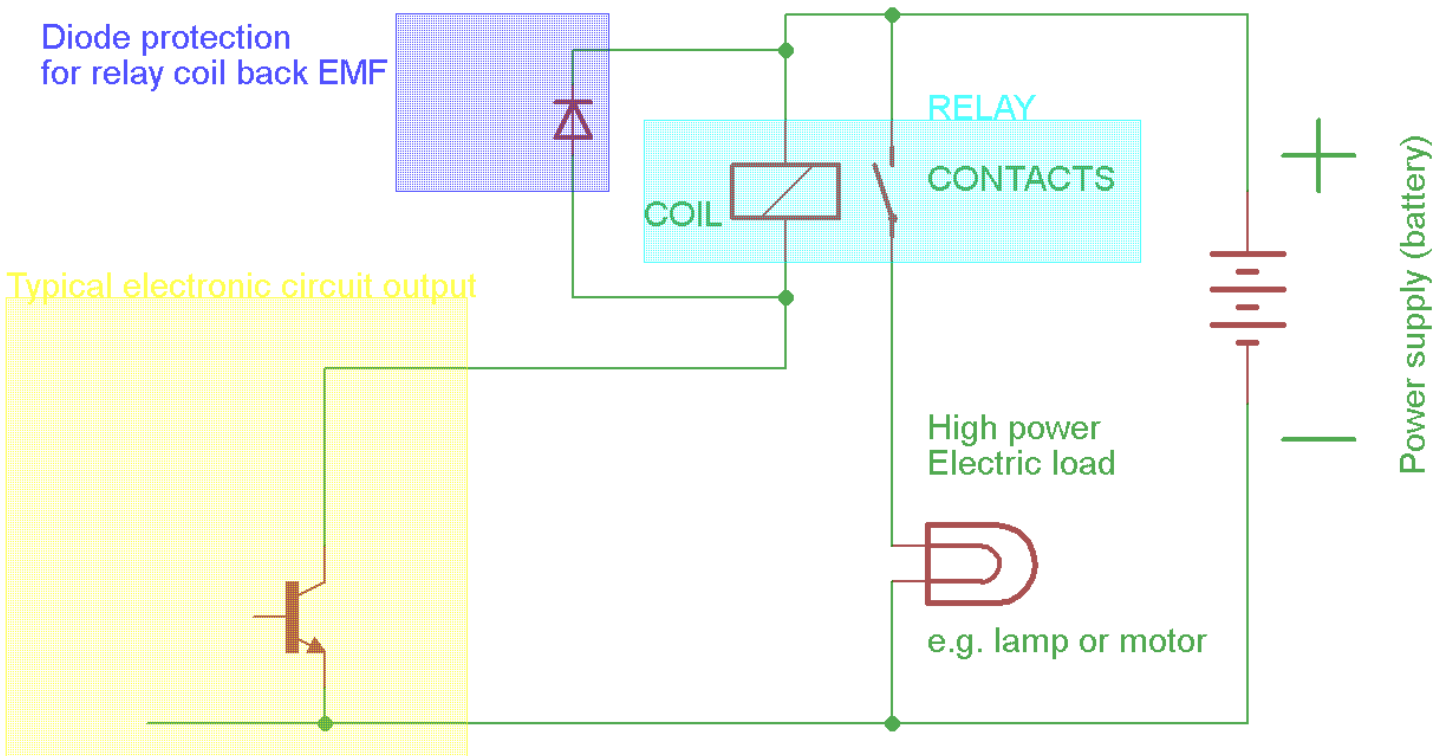 Diode protection
for relay coil back EMF
RELAY
CONTACTS
COIL
Typical electronic circuit output
High power
Electric load
e.g. lamp or motor
Power supply (battery)